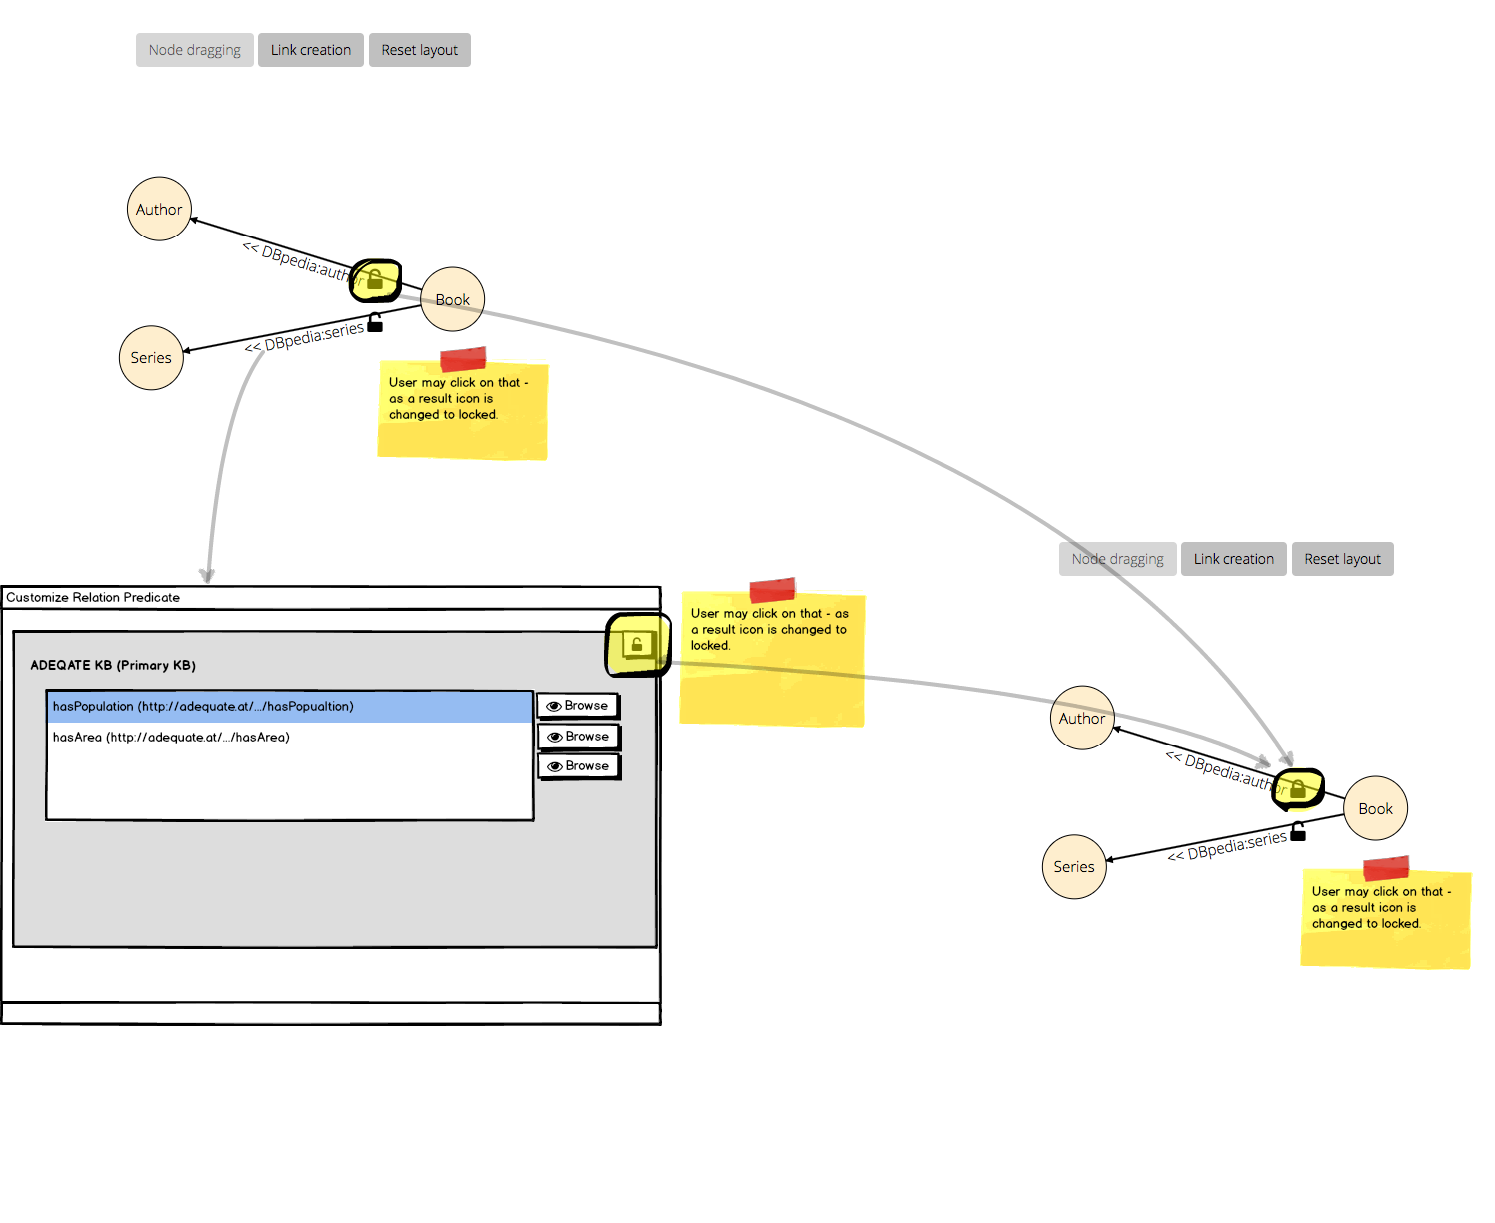 Node dragging
Link creation
Reset layout
Author
<< DBpedia:author
Book
<< DBpedia:series
Series
User may click on that -
as a result icon is
changed to locked.
Customize Relation Predicate
ADEQATE KB (Primary KB)
hasPopulation (http://adequate.at/.../hasPopualtion)
Browse
hasArea (http://adequate.at/.../hasArea)
Browse
Browse
User may click on that - as
a result icon is changed to
locked.
Node dragging
Link creation
Reset layout
Author
<< DBpedia:author
Book
<< DBpedia:series
Series
User may click on that -
as a result icon is
changed to locked.